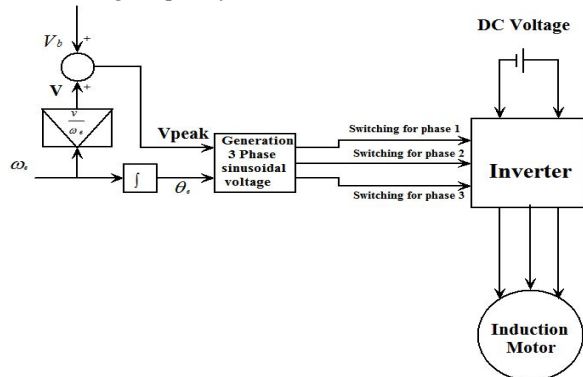 DC Voltage
V_b
+
V
+
v
ω_e
Vpeak
Generation
3 Phase
sinusoidal
voltage
Switching for phase 1
Switching for phase 2
Switching for phase 3
Inverter
ω_e
∫
θ_e
Induction
Motor